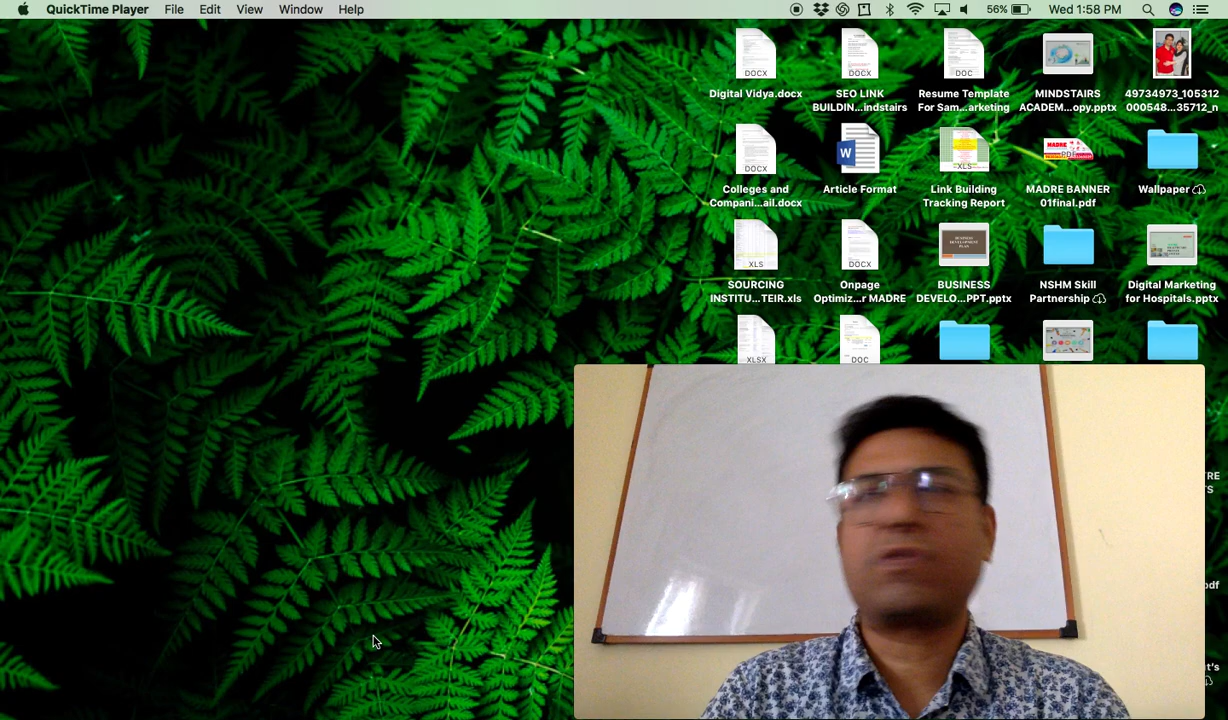 QuickTime Player File Edit View Window Help 56% Wed 1:58 PM
Digital Vidya.docx
SEO LINK
BUILDIN...indstairs
Resume Template
For Sam...arketing
MINDSTAIRS
ACADEM...opy.pptx
49734973_105312
000548...35712_n
Colleges and
Compani...ail.docx
Article Format
Link Building
Tracking Report
MADRE BANNER
01final.pdf
Wallpaper
SOURCING
INSTITU...TEIR.xls
Onpage
Optimiz...r MADRE
BUSINESS
DEVELO...PPT.pptx
NSHM Skill
Partnership
Digital Marketing
for Hospitals.pptx
DOCX
DOCX
DOC
DOCX
W
XLS
MADRE
PDF
XLS
DOCX
BUSINESS
DEVELOPMENT
PLAN
XLSX
DOC